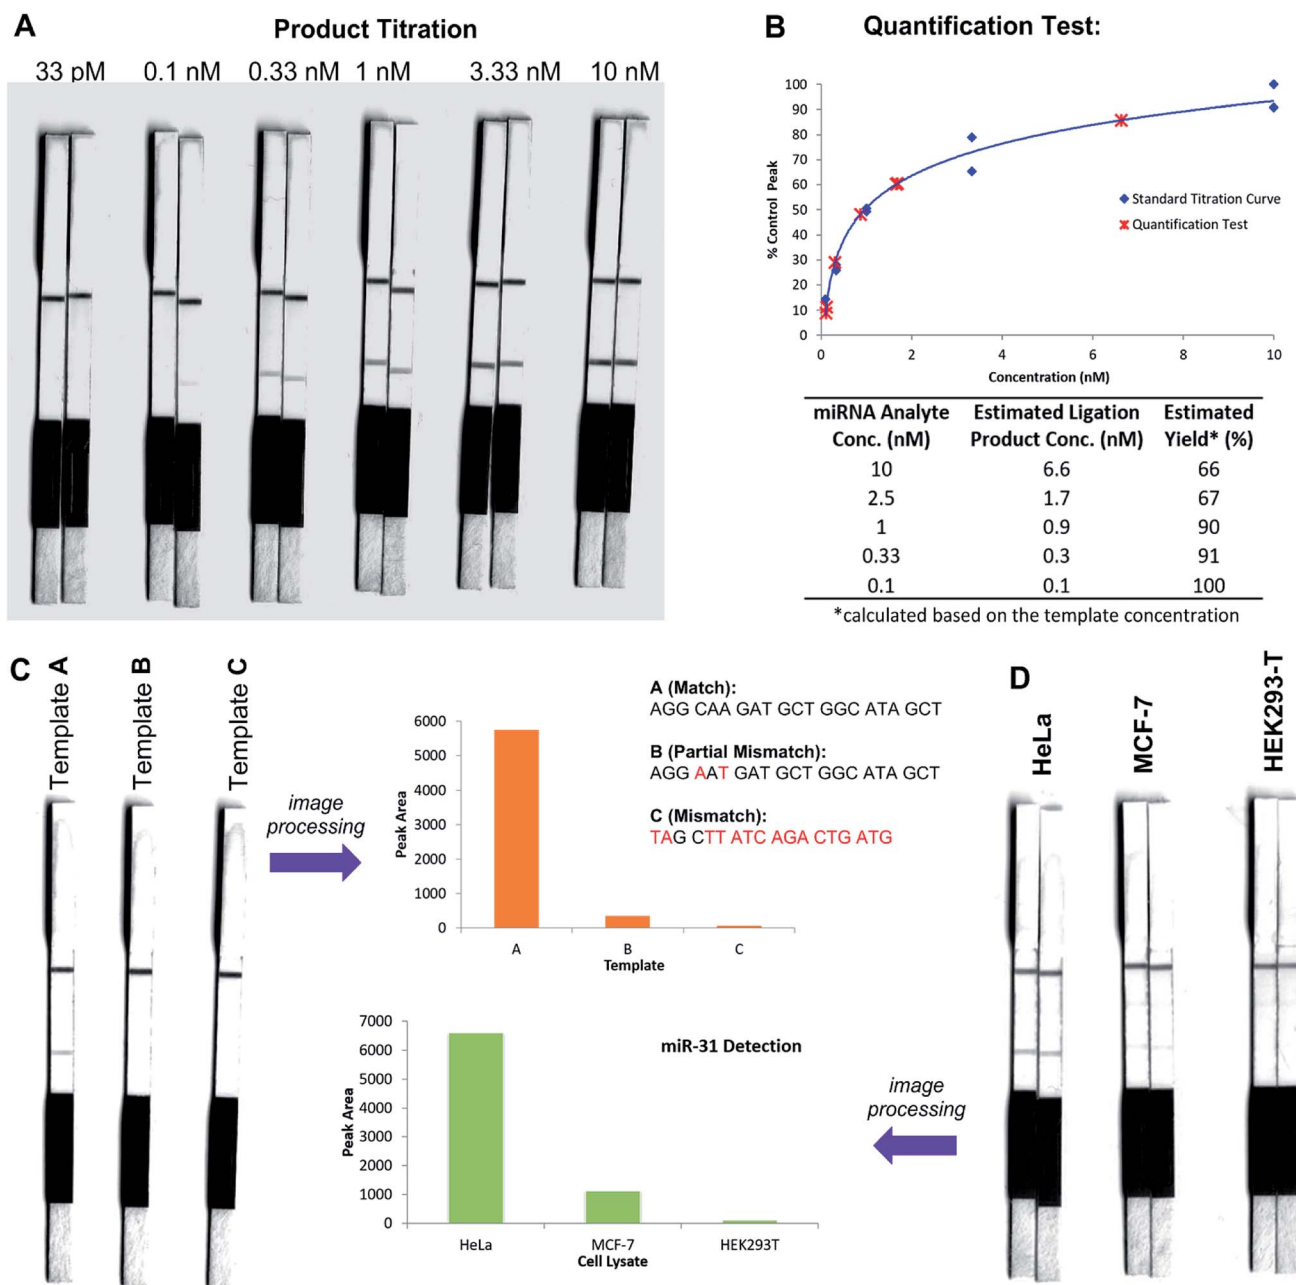 A
Product Titration
33 pM 0.1 nM 0.33 nM 1 nM 3.33 nM 10 nM
B
Quantification Test:
100
90
80
70
60
50
40
30
20
10
0
% Control Peak
0 2 4 6 8 10
Concentration (nM)
Standard Titration Curve
Quantification Test
miRNA Analyte Estimated Ligation Estimated
Conc. (nM) Product Conc. (nM) Yield* (%)
10 6.6 66
2.5 1.7 67
1 0.9 90
0.33 0.3 91
0.1 0.1 100
*calculated based on the template concentration
C
Template A
Template B
Template C
image
processing
6000
5000
4000
3000
2000
1000
0
Peak Area
A B C
Template
A (Match):
AGG CAA GAT GCT GGC ATA GCT
B (Partial Mismatch):
AGG AAT GAT GCT GGC ATA GCT
C (Mismatch):
TAG CTT ATC AGA CTG ATG
7000
6000
5000
4000
3000
2000
1000
0
Peak Area
miR-31 Detection
HeLa MCF-7 HEK293T
Cell Lysate
image
processing
D
HeLa
MCF-7
HEK293-T